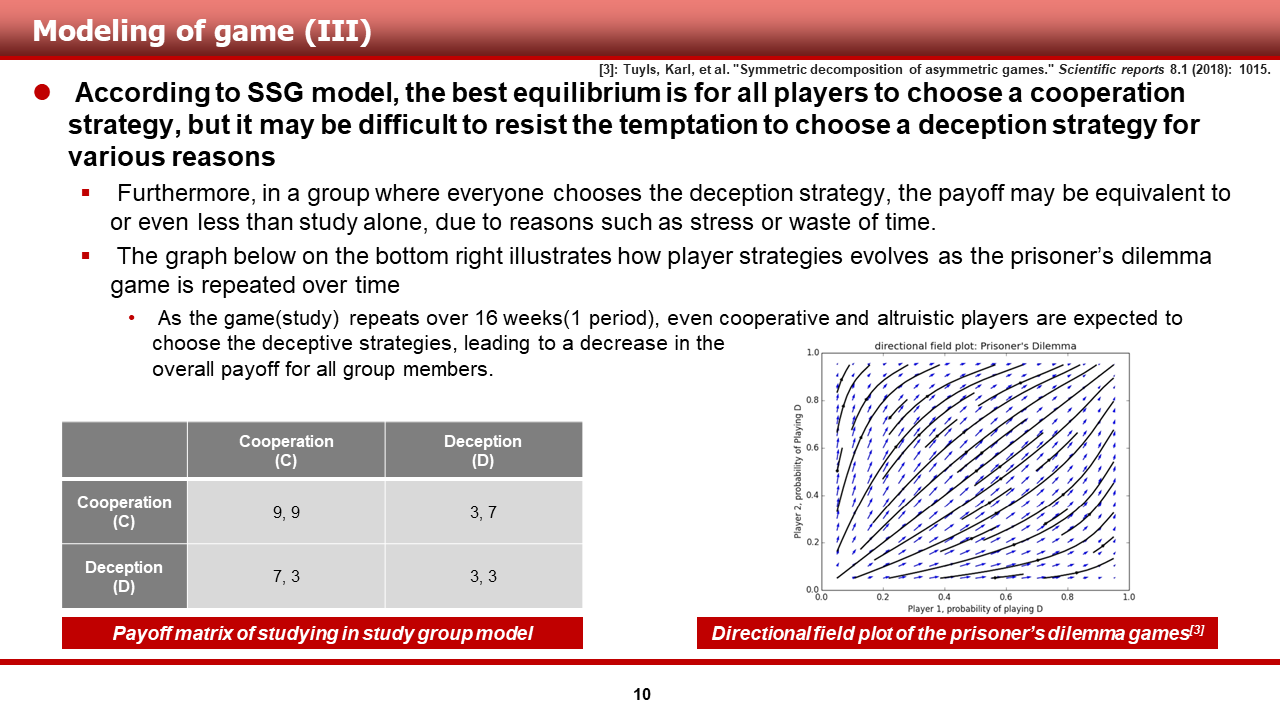 Modeling of game (III)
[3]: Tuyls, Karl, et al. "Symmetric decomposition of asymmetric games." Scientific reports 8.1 (2018): 1015.
According to SSG model, the best equilibrium is for all players to choose a cooperation
strategy, but it may be difficult to resist the temptation to choose a deception strategy for
various reasons
Furthermore, in a group where everyone chooses the deception strategy, the payoff may be equivalent to
or even less than study alone, due to reasons such as stress or waste of time.
The graph below on the bottom right illustrates how player strategies evolves as the prisoner’s dilemma
game is repeated over time
As the game(study) repeats over 16 weeks(1 period), even cooperative and altruistic players are expected to
choose the deceptive strategies, leading to a decrease in the
overall payoff for all group members.
Cooperation
(C)
Deception
(D)
Cooperation
(C)
9, 9
3, 7
Deception
(D)
7, 3
3, 3
Payoff matrix of studying in study group model
directional field plot: Prisoner's Dilemma
Player 2, probability of Playing D
1.0
0.8
0.6
0.4
0.2
0.0
0.0
0.2
0.4
0.6
0.8
1.0
Player 1, probability of playing D
Directional field plot of the prisoner’s dilemma games[3]
10